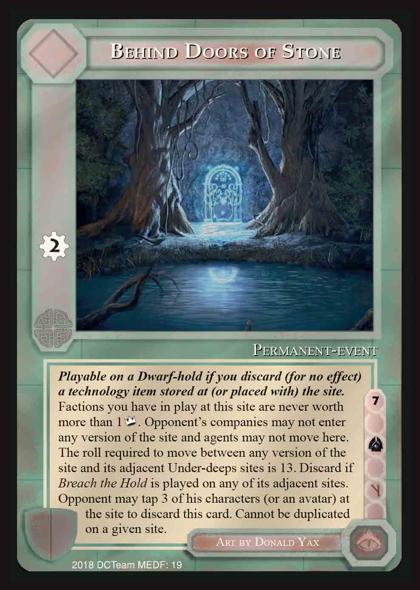 Behind Doors of Stone
2
Permanent-event
Playable on a Dwarf-hold if you discard (for no effect)
a technology item stored at (or placed with) the site.
Factions you have in play at this site are never worth
more than 1. Opponent's companies may not enter
any version of the site and agents may not move here.
The roll required to move between any version of the
site and its adjacent Under-deeps sites is 13. Discard if
Breach the Hold is played on any of its adjacent sites.
Opponent may tap 3 of his characters (or an avatar) at
the site to discard this card. Cannot be duplicated
on a given site.
7
Art by Donald Yax
2018 DCTeam MEDF: 19